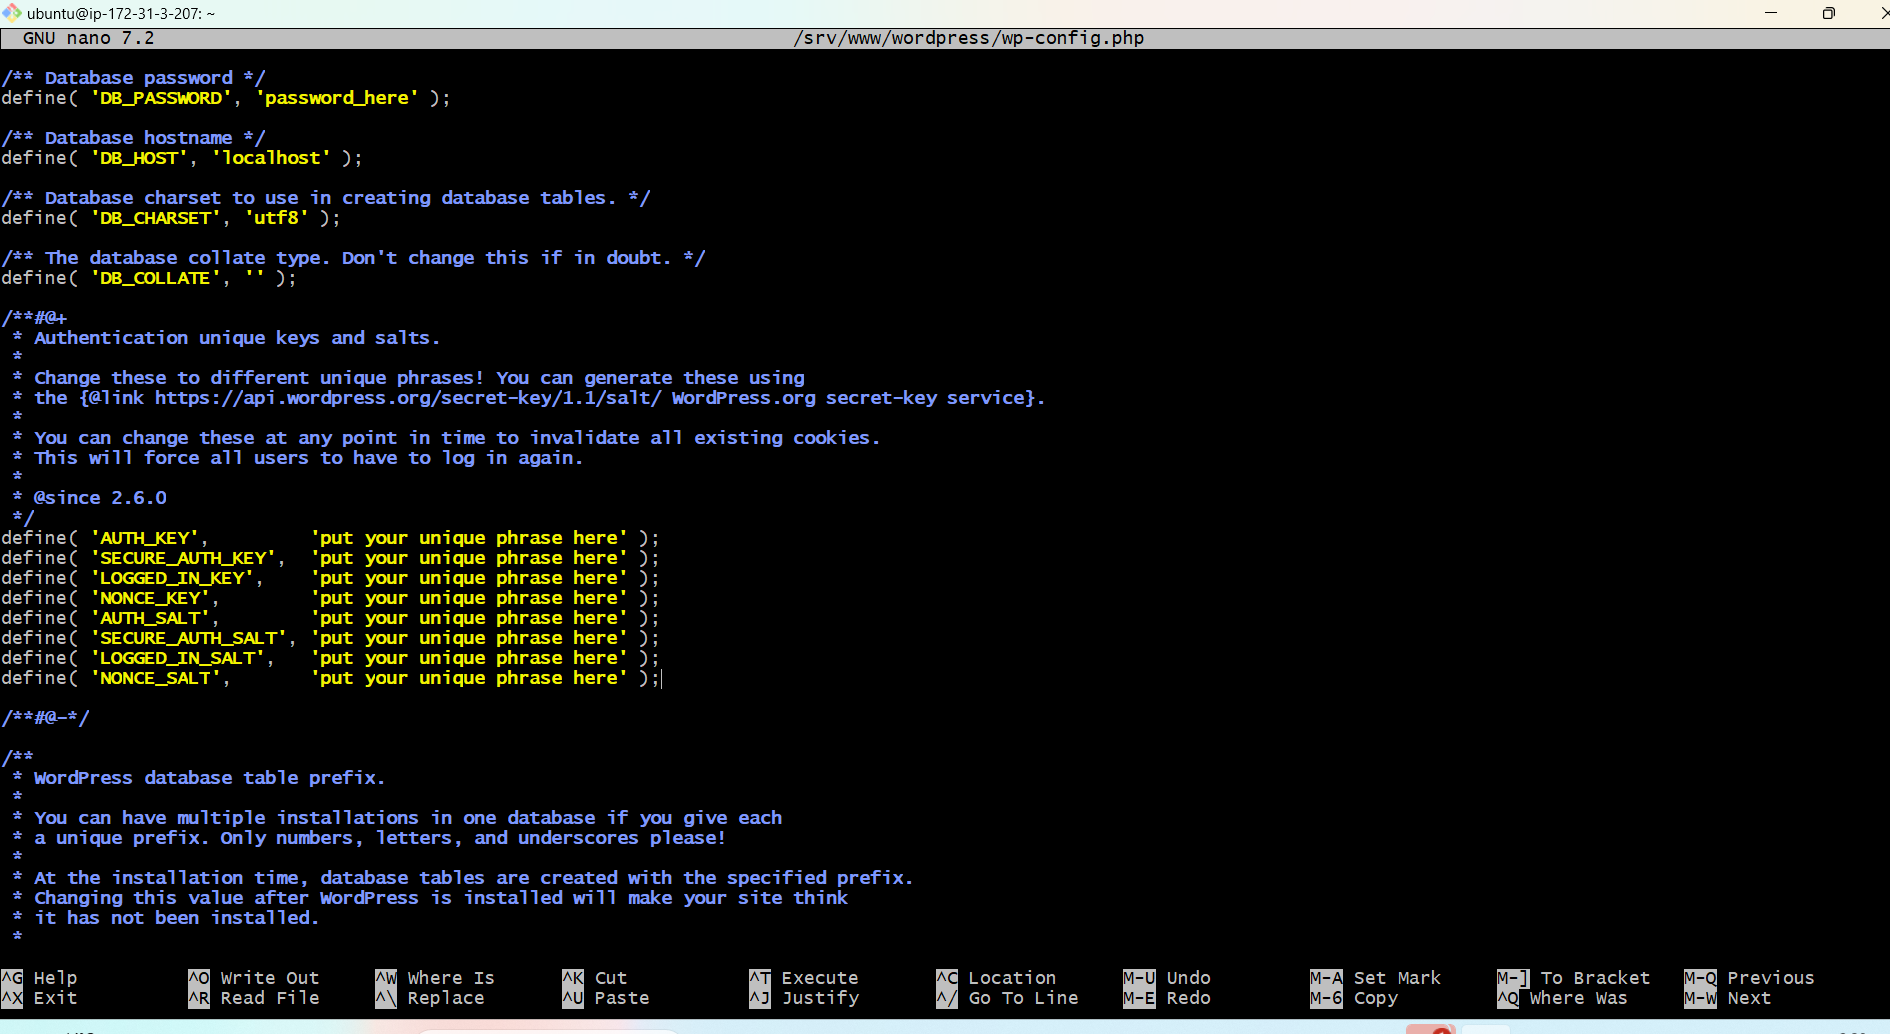 ubuntu@ip-172-31-3-207: ~
GNU nano 7.2 /srv/www/wordpress/wp-config.php
/** Database password */
define( 'DB_PASSWORD', 'password_here' );
/** Database hostname */
define( 'DB_HOST', 'localhost' );
/** Database charset to use in creating database tables. */
define( 'DB_CHARSET', 'utf8' );
/** The database collate type. Don't change this if in doubt. */
define( 'DB_COLLATE', '' );
/**#@+
 * Authentication unique keys and salts.
 *
 * Change these to different unique phrases! You can generate these using
 * the {@link https://api.wordpress.org/secret-key/1.1/salt/ WordPress.org secret-key service}.
 *
 * You can change these at any point in time to invalidate all existing cookies.
 * This will force all users to have to log in again.
 *
 * @since 2.6.0
 */
define( 'AUTH_KEY',         'put your unique phrase here' );
define( 'SECURE_AUTH_KEY',  'put your unique phrase here' );
define( 'LOGGED_IN_KEY',    'put your unique phrase here' );
define( 'NONCE_KEY',        'put your unique phrase here' );
define( 'AUTH_SALT',        'put your unique phrase here' );
define( 'SECURE_AUTH_SALT', 'put your unique phrase here' );
define( 'LOGGED_IN_SALT',   'put your unique phrase here' );
define( 'NONCE_SALT',       'put your unique phrase here' );
/**#@-*/
/**
 * WordPress database table prefix.
 *
 * You can have multiple installations in one database if you give each
 * a unique prefix. Only numbers, letters, and underscores please!
 *
 * At the installation time, database tables are created with the specified prefix.
 * Changing this value after WordPress is installed will make your site think
 * it has not been installed.
 *
^G Help ^O Write Out ^W Where Is ^K Cut ^T Execute ^C Location M-U Undo M-A Set Mark M-] To Bracket M-Q Previous
^X Exit ^R Read File ^\ Replace ^U Paste ^J Justify ^/ Go To Line M-E Redo M-6 Copy ^Q Where Was M-W Next